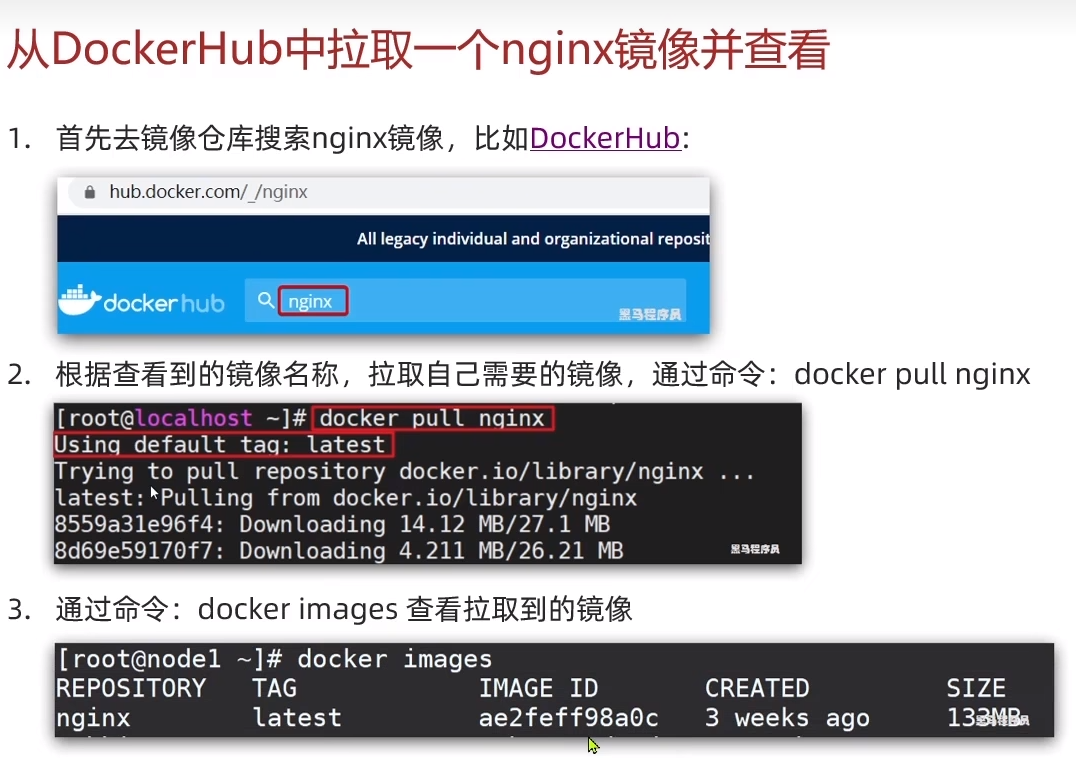 从DockerHub中拉取一个nginx镜像并查看
1. 首先去镜像仓库搜索nginx镜像，比如DockerHub:
hub.docker.com/_/nginx
All legacy individual and organizational reposit
dockerhub
nginx
黑马程序员
2. 根据查看到的镜像名称，拉取自己需要的镜像，通过命令：docker pull nginx
[root@localhost ~]# docker pull nginx
Using default tag: latest
Trying to pull repository docker.io/library/nginx ...
latest: Pulling from docker.io/library/nginx
8559a31e96f4: Downloading 14.12 MB/27.1 MB
8d69e59170f7: Downloading 4.211 MB/26.21 MB
黑马程序员
3. 通过命令：docker images 查看拉取到的镜像
[root@node1 ~]# docker images
REPOSITORY TAG IMAGE ID CREATED SIZE
nginx latest ae2feff98a0c 3 weeks ago 133MB
黑马程序员